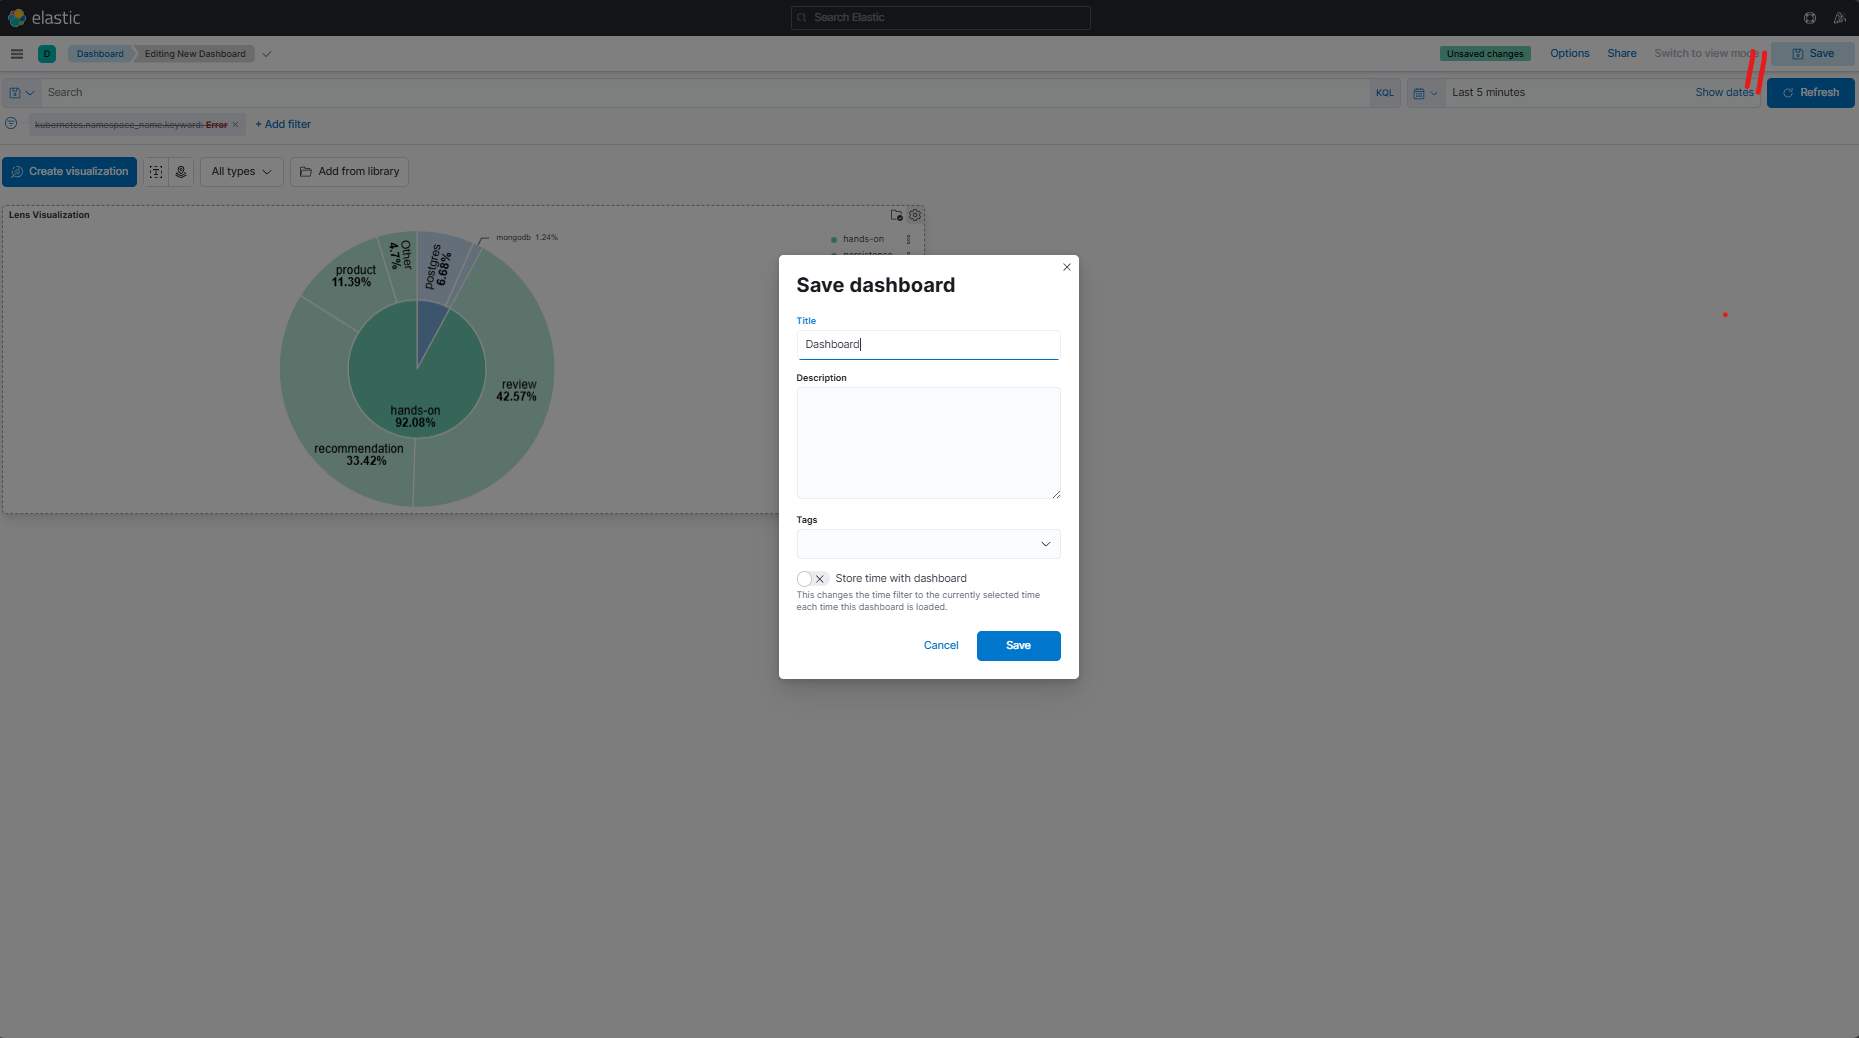 elastic
Search Elastic
D
Dashboard
Editing New Dashboard
Unsaved changes
Options
Share
Switch to view mode
Save
Search
KQL
Last 5 minutes
Show dates
Refresh
kubernetes.namespace_name.keyword: Error
+ Add filter
Create visualization
All types
Add from library
Lens Visualization
mongodb 1.24%
hands-on
persistence
Other
4.7%
postgres
6.68%
product
11.39%
review
42.57%
hands-on
92.08%
recommendation
33.42%
Save dashboard
Title
Dashboard
Description
Tags
Store time with dashboard
This changes the time filter to the currently selected time
each time this dashboard is loaded.
Cancel
Save